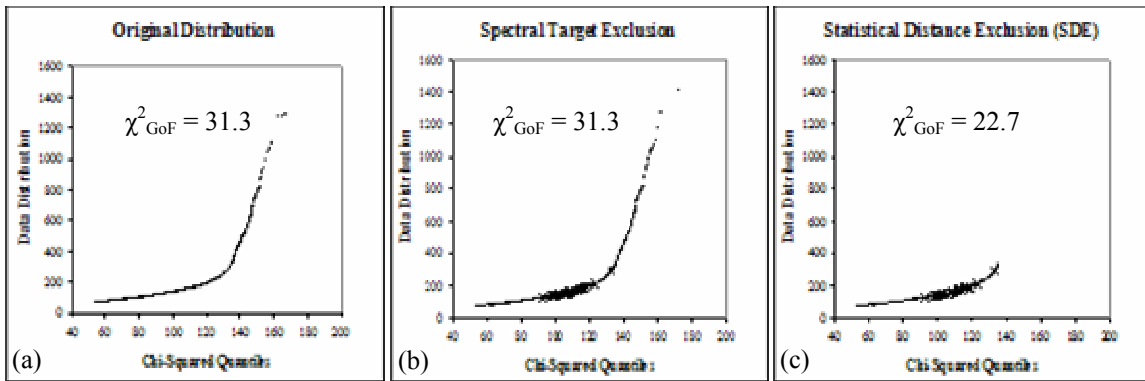 Original Distribution
χ²GoF = 31.3
Data Distribution
1600
1400
1200
1000
800
600
400
200
0
40 60 80 100 120 140 160 180 200
Chi-Squared Quantiles
(a)
Spectral Target Exclusion
χ²GoF = 31.3
Data Distribution
1600
1400
1200
1000
800
600
400
200
0
40 60 80 100 120 140 160 180 200
Chi-Squared Quantiles
(b)
Statistical Distance Exclusion (SDE)
χ²GoF = 22.7
Data Distribution
1600
1400
1200
1000
800
600
400
200
0
40 60 80 100 120 140 160 180 200
Chi-Squared Quantiles
(c)